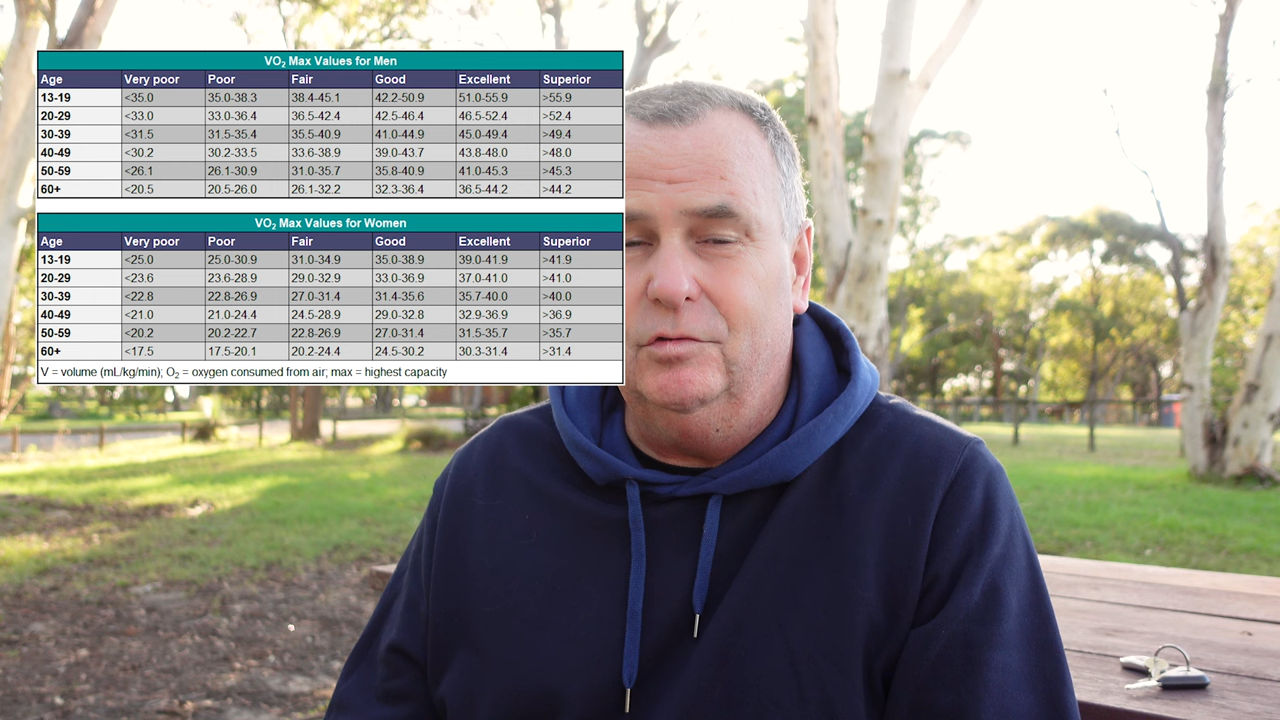 VO₂ Max Values for Men
Age Very poor Poor Fair Good Excellent Superior
13-19 <35.0 35.0-38.3 38.4-45.1 42.2-50.9 51.0-55.9 >55.9
20-29 <33.0 33.0-36.4 36.5-42.4 42.5-46.4 46.5-52.4 >52.4
30-39 <31.5 31.5-35.4 35.5-40.9 41.0-44.9 45.0-49.4 >49.4
40-49 <30.2 30.2-33.5 33.6-38.9 39.0-43.7 43.8-48.0 >48.0
50-59 <26.1 26.1-30.9 31.0-35.7 35.8-40.9 41.0-45.3 >45.3
60+ <20.5 20.5-26.0 26.1-32.2 32.3-36.4 36.5-44.2 >44.2
VO₂ Max Values for Women
Age Very poor Poor Fair Good Excellent Superior
13-19 <25.0 25.0-30.9 31.0-34.9 35.0-38.9 39.0-41.9 >41.9
20-29 <23.6 23.6-28.9 29.0-32.9 33.0-36.9 37.0-41.0 >41.0
30-39 <22.8 22.8-26.9 27.0-31.4 31.4-35.6 35.7-40.0 >40.0
40-49 <21.0 21.0-24.4 24.5-28.9 29.0-32.8 32.9-36.9 >36.9
50-59 <20.2 20.2-22.7 22.8-26.9 27.0-31.4 31.5-35.7 >35.7
60+ <17.5 17.5-20.1 20.2-24.4 24.5-30.2 30.3-31.4 >31.4
V = volume (mL/kg/min); O₂ = oxygen consumed from air; max = highest capacity